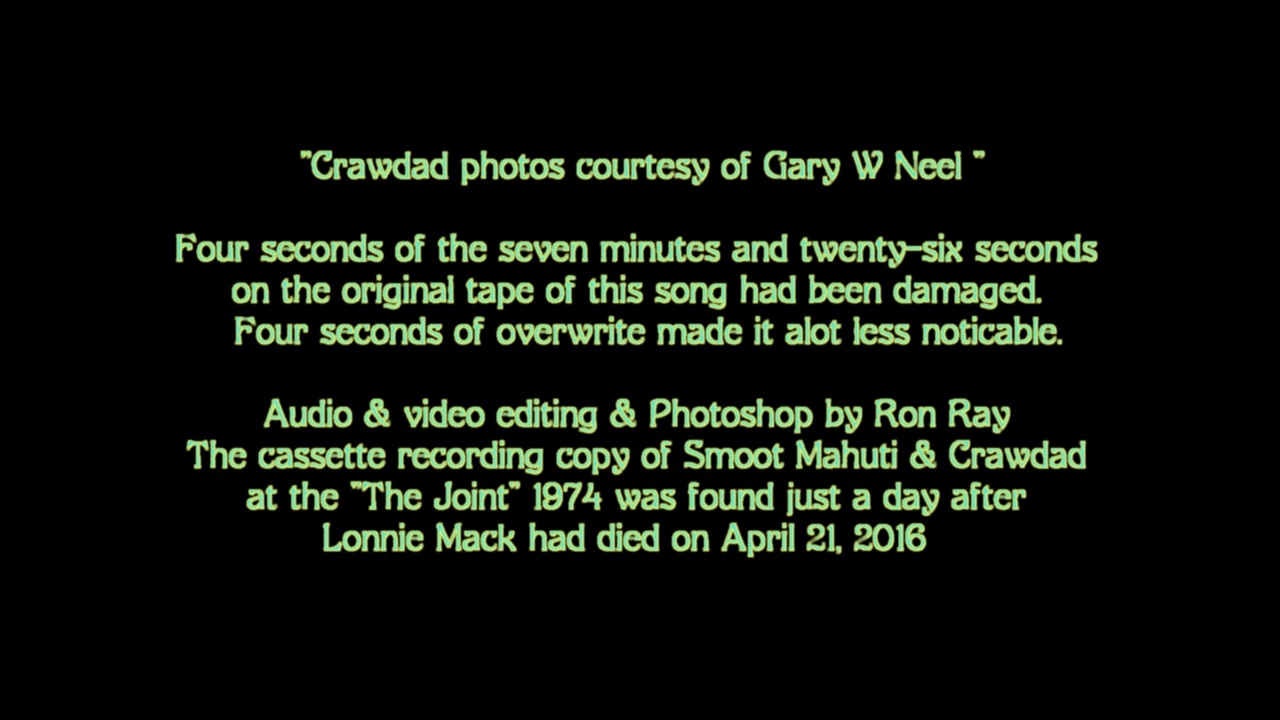 "Crawdad photos courtesy of Gary W Neel "
Four seconds of the seven minutes and twenty-six seconds
on the original tape of this song had been damaged.
Four seconds of overwrite made it alot less noticable.
Audio & video editing & Photoshop by Ron Ray
The cassette recording copy of Smoot Mahuti & Crawdad
at the "The Joint" 1974 was found just a day after
Lonnie Mack had died on April 21, 2016